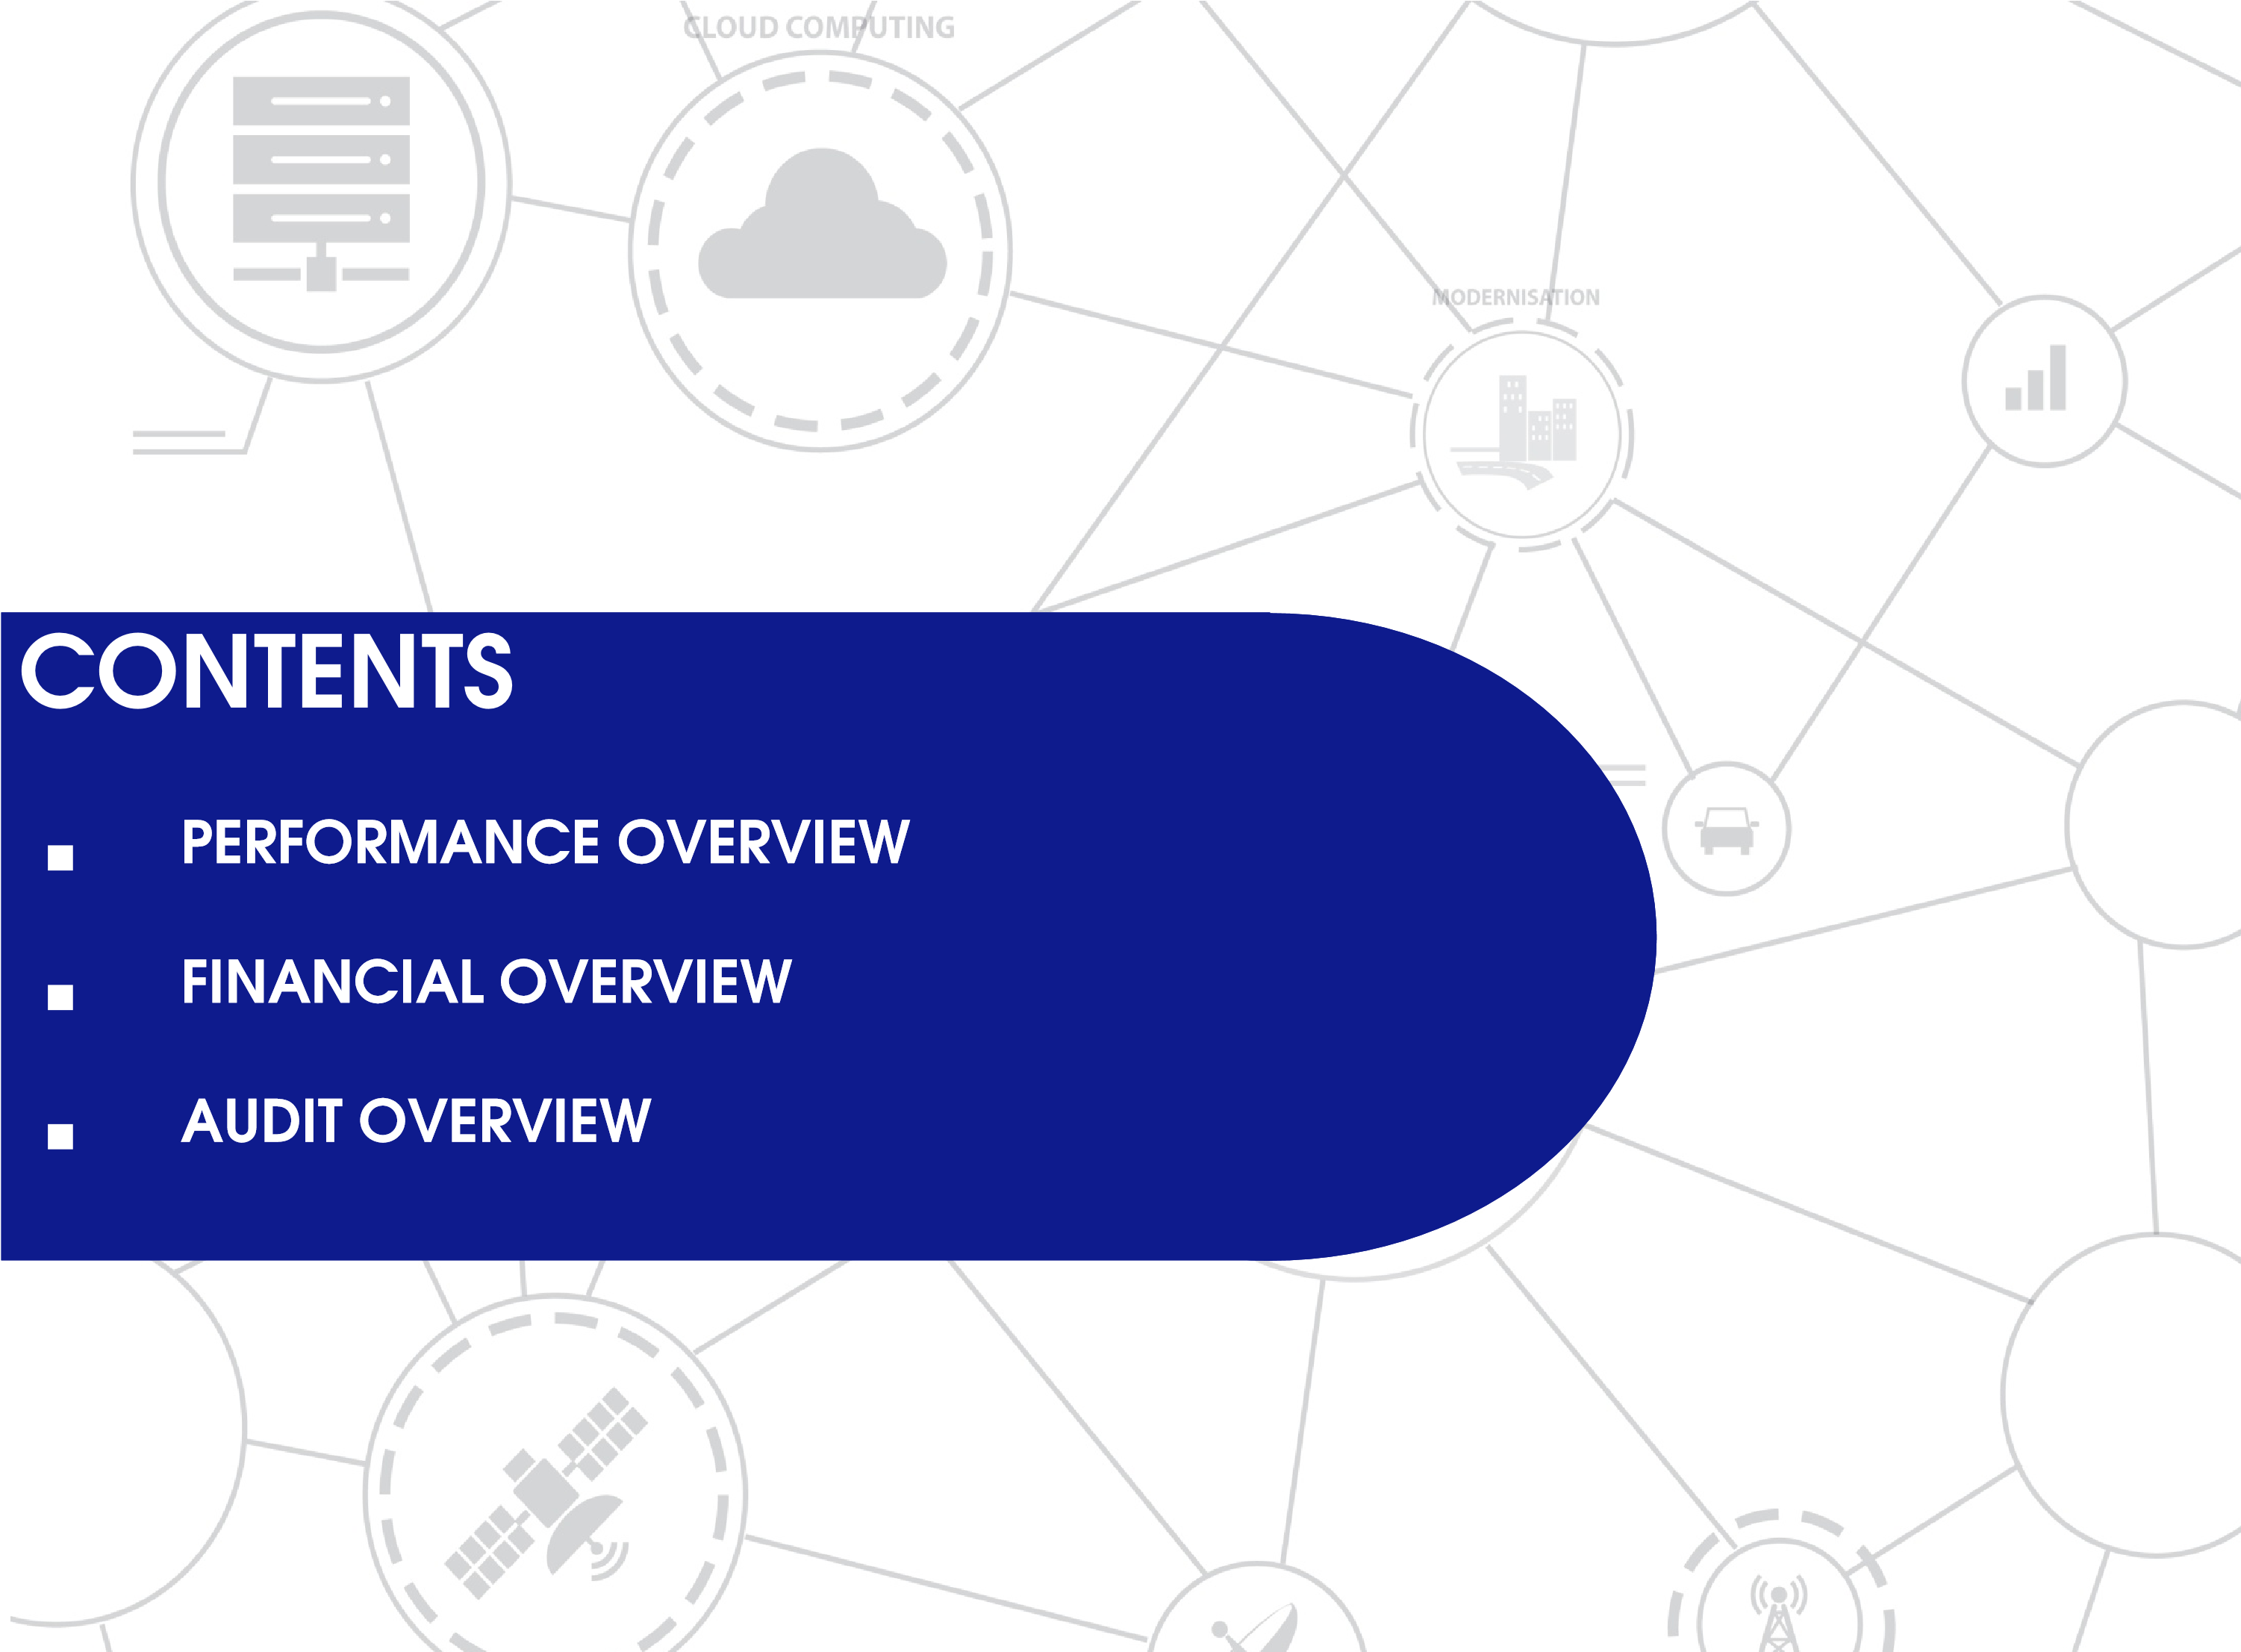 CLOUD COMPUTING
MODERNISATION
CONTENTS
PERFORMANCE OVERVIEW
FINANCIAL OVERVIEW
AUDIT OVERVIEW